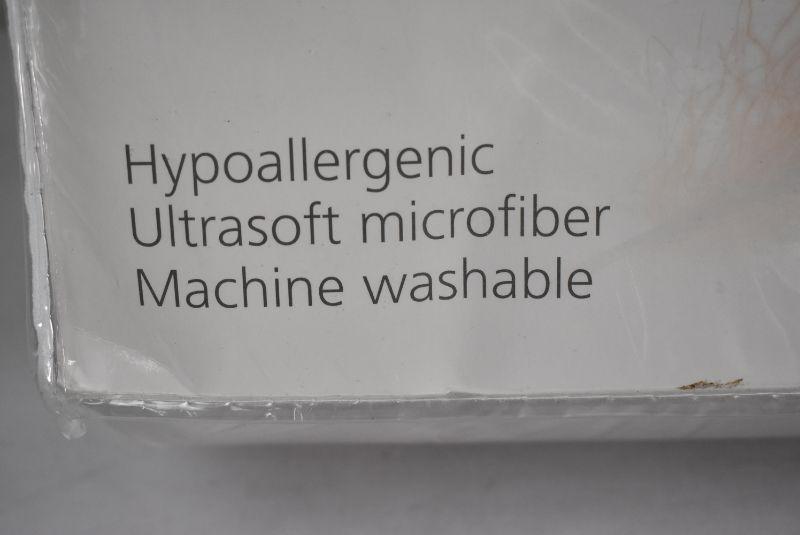 Hypoallergenic
Ultrasoft microfiber
Machine washable